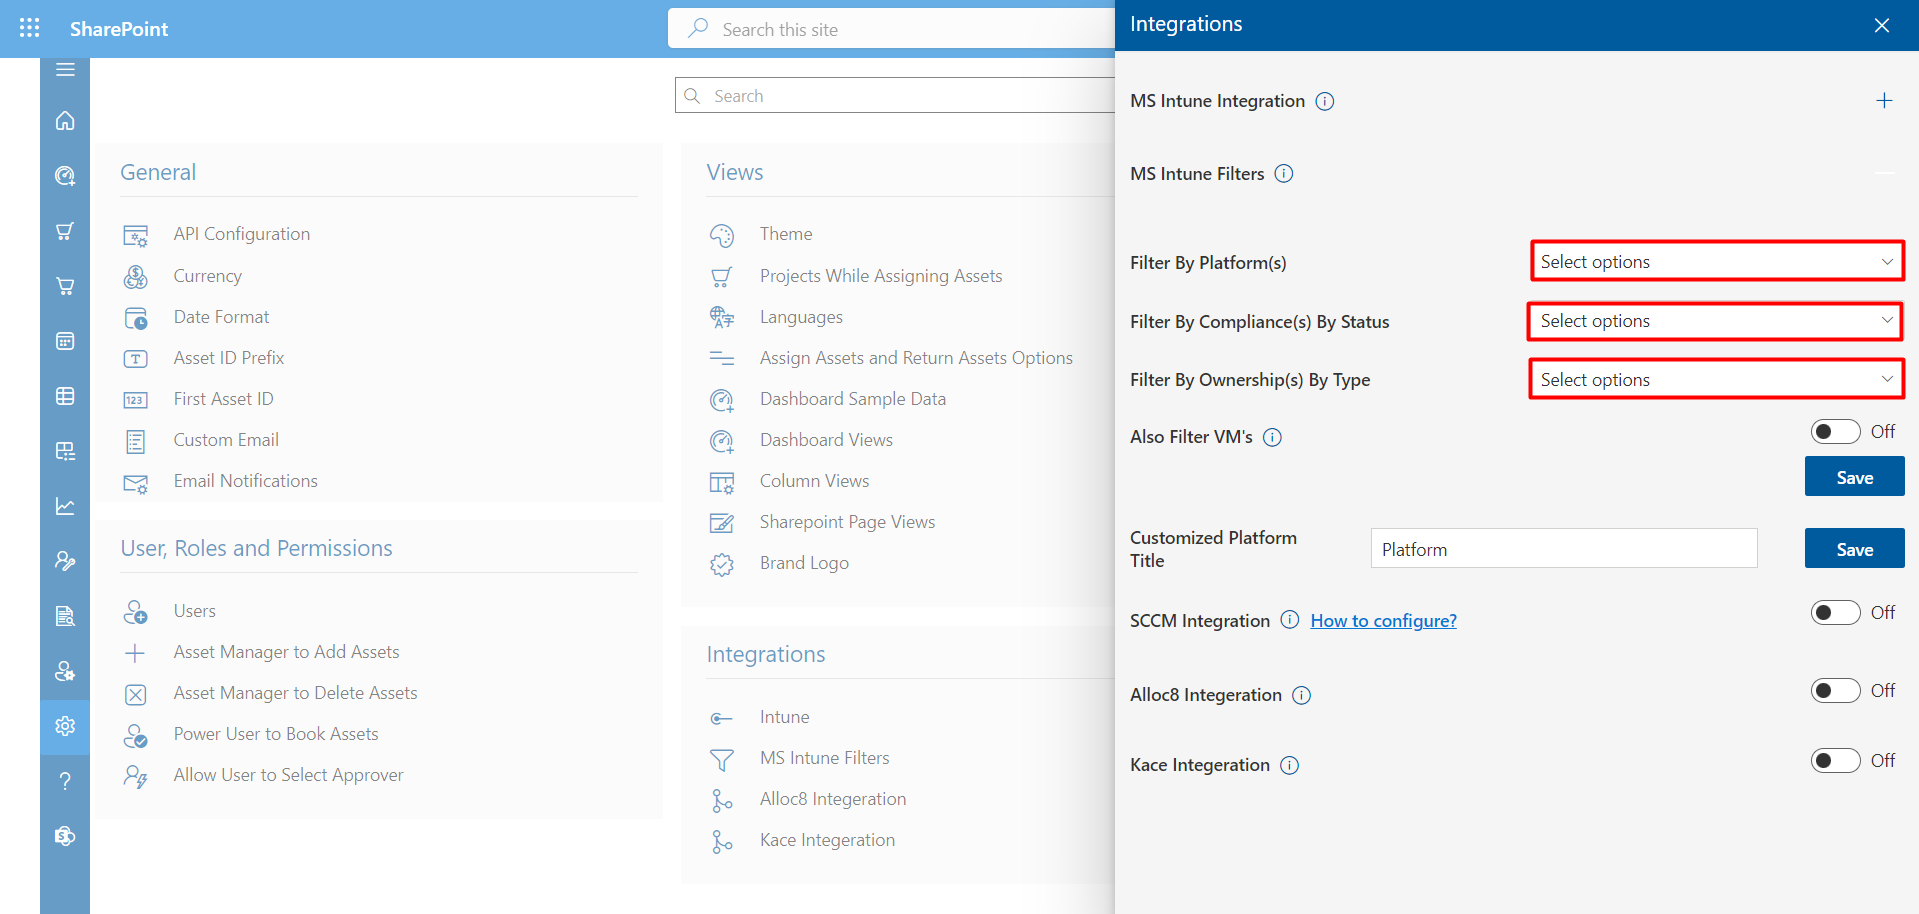 SharePoint
Search this site
Search
General
API Configuration
Currency
Date Format
Asset ID Prefix
First Asset ID
Custom Email
Email Notifications
User, Roles and Permissions
Users
Asset Manager to Add Assets
Asset Manager to Delete Assets
Power User to Book Assets
Allow User to Select Approver
Views
Theme
Projects While Assigning Assets
Languages
Assign Assets and Return Assets Options
Dashboard Sample Data
Dashboard Views
Column Views
Sharepoint Page Views
Brand Logo
Integrations
Intune
MS Intune Filters
Alloc8 Integeration
Kace Integeration
Integrations
MS Intune Integration
MS Intune Filters
Filter By Platform(s)
Select options
Filter By Compliance(s) By Status
Select options
Filter By Ownership(s) By Type
Select options
Also Filter VM's
Off
Save
Customized Platform
Title
Platform
Save
SCCM Integration How to configure?
Off
Alloc8 Integeration
Off
Kace Integeration
Off